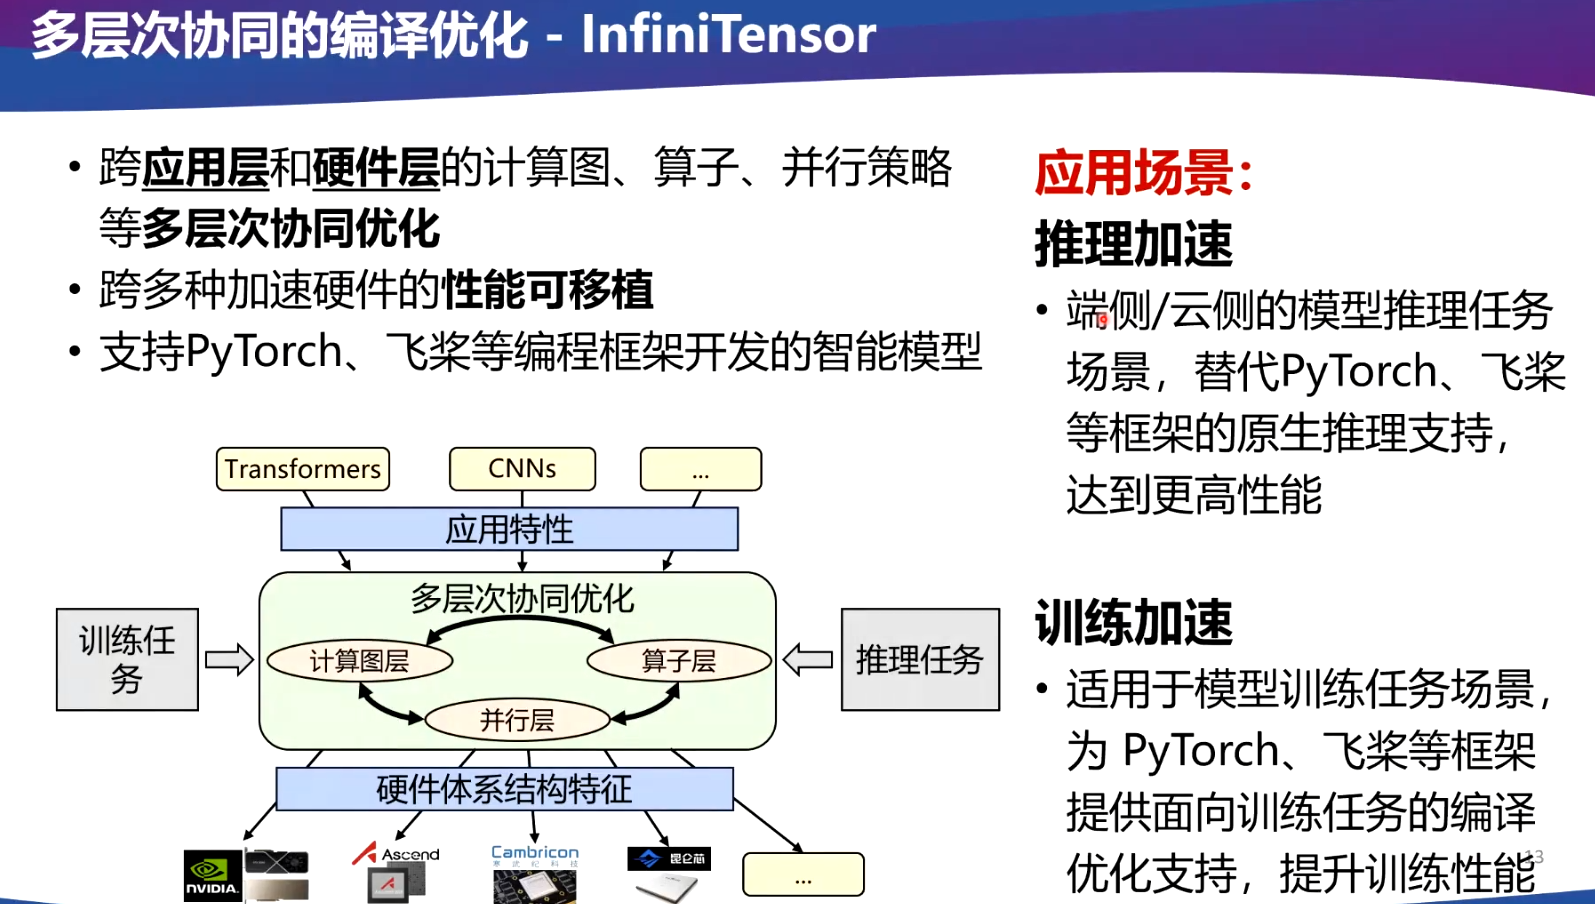 多层次协同的编译优化 - InfiniTensor
• 跨应用层和硬件层的计算图、算子、并行策略
等多层次协同优化
• 跨多种加速硬件的性能可移植
• 支持PyTorch、飞桨等编程框架开发的智能模型
应用场景：
推理加速
• 端侧/云侧的模型推理任务
场景，替代PyTorch、飞桨
等框架的原生推理支持，
达到更高性能
训练加速
• 适用于模型训练任务场景，
为 PyTorch、飞桨等框架
提供面向训练任务的编译
优化支持，提升训练性能
Transformers
CNNs
...
应用特性
多层次协同优化
计算图层
算子层
并行层
训练任
务
推理任务
硬件体系结构特征
NVIDIA.
Ascend
Cambricon
寒武纪科技
昆仑芯
...
13